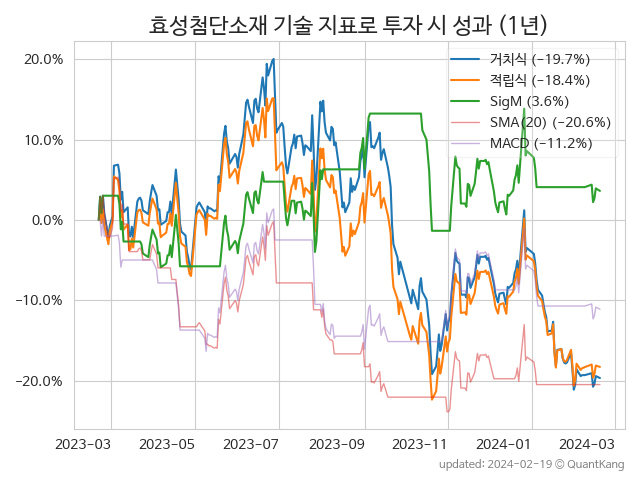 효성첨단소재 기술 지표로 투자 시 성과 (1년)
20.0%
10.0%
0.0%
−10.0%
−20.0%
거치식 (−19.7%)
적립식 (−18.4%)
SigM (3.6%)
SMA(20) (−20.6%)
MACD (−11.2%)
2023-03 2023-05 2023-07 2023-09 2023-11 2024-01 2024-03
updated: 2024-02-19 ⓒ QuantKang